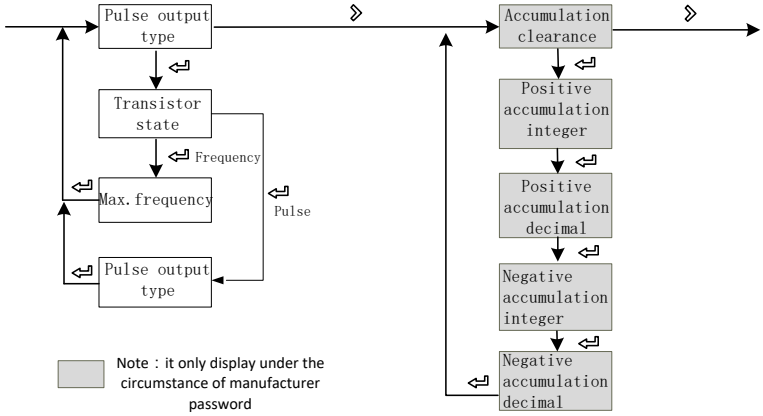 Pulse output
type
Transistor
state
Frequency
Max.frequency
Pulse
Pulse output
type
Accumulation
clearance
Positive
accumulation
integer
Positive
accumulation
decimal
Negative
accumulation
integer
Negative
accumulation
decimal
Note：it only display under the
circumstance of manufacturer
password